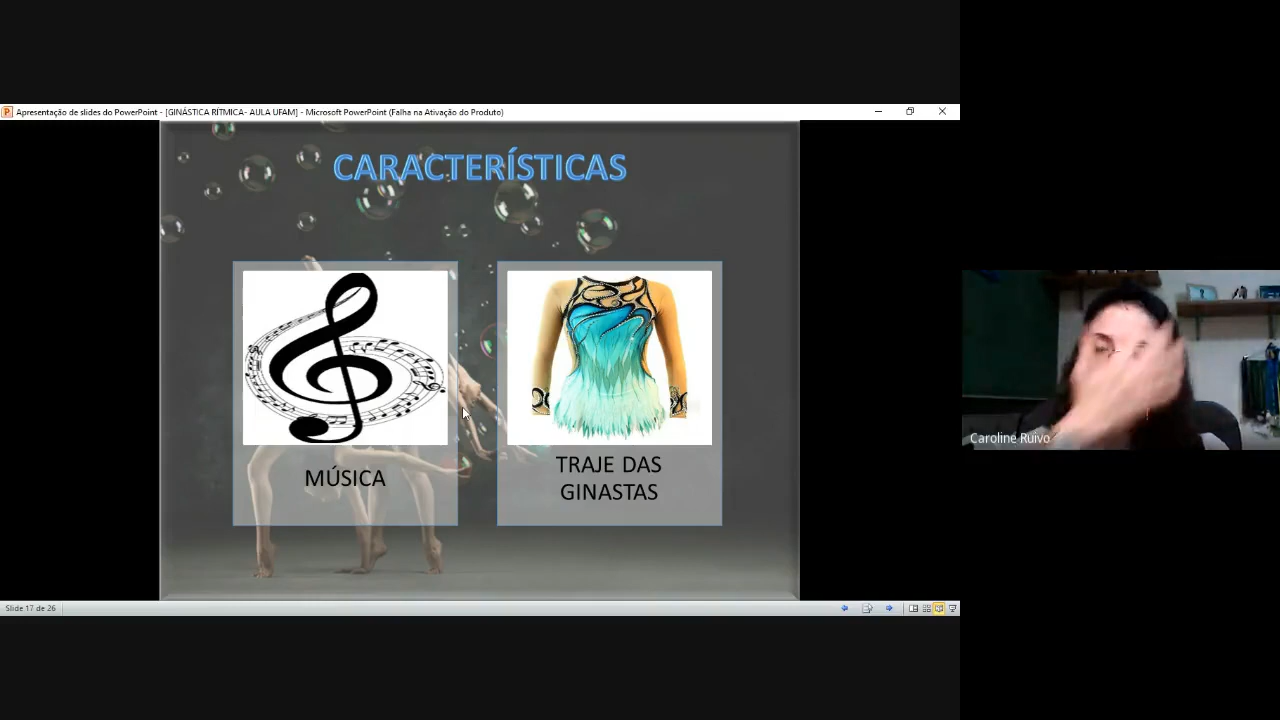 Apresentação de slides do PowerPoint - [GINÁSTICA RÍTMICA- AULA UFAM] - Microsoft PowerPoint (Falha na Ativação do Produto)
CARACTERÍSTICAS
MÚSICA
TRAJE DAS
GINASTAS
Caroline Ruivo
Slide 17 de 26